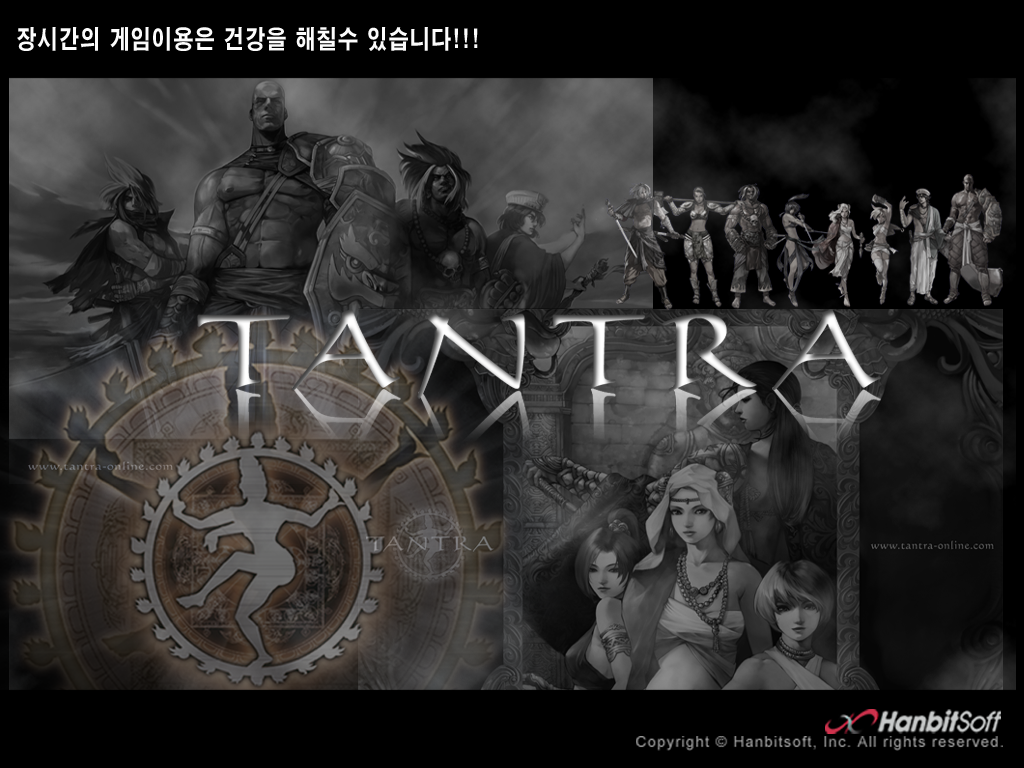 장시간의 게임이용은 건강을 해칠수 있습니다!!!
TANTRA
www.tantra-online.com
TANTRA
www.tantra-online.com
HanbitSoft
Copyright © Hanbitsoft, Inc. All rights reserved.